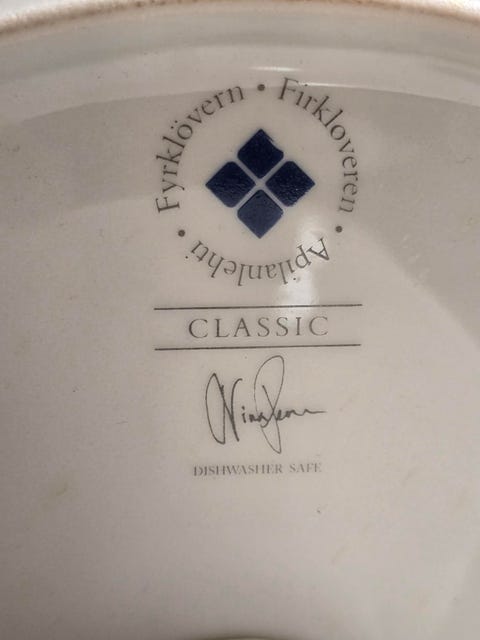 Fyrklövern • Firkloveren • Apilanlehti •
CLASSIC
DISHWASHER SAFE